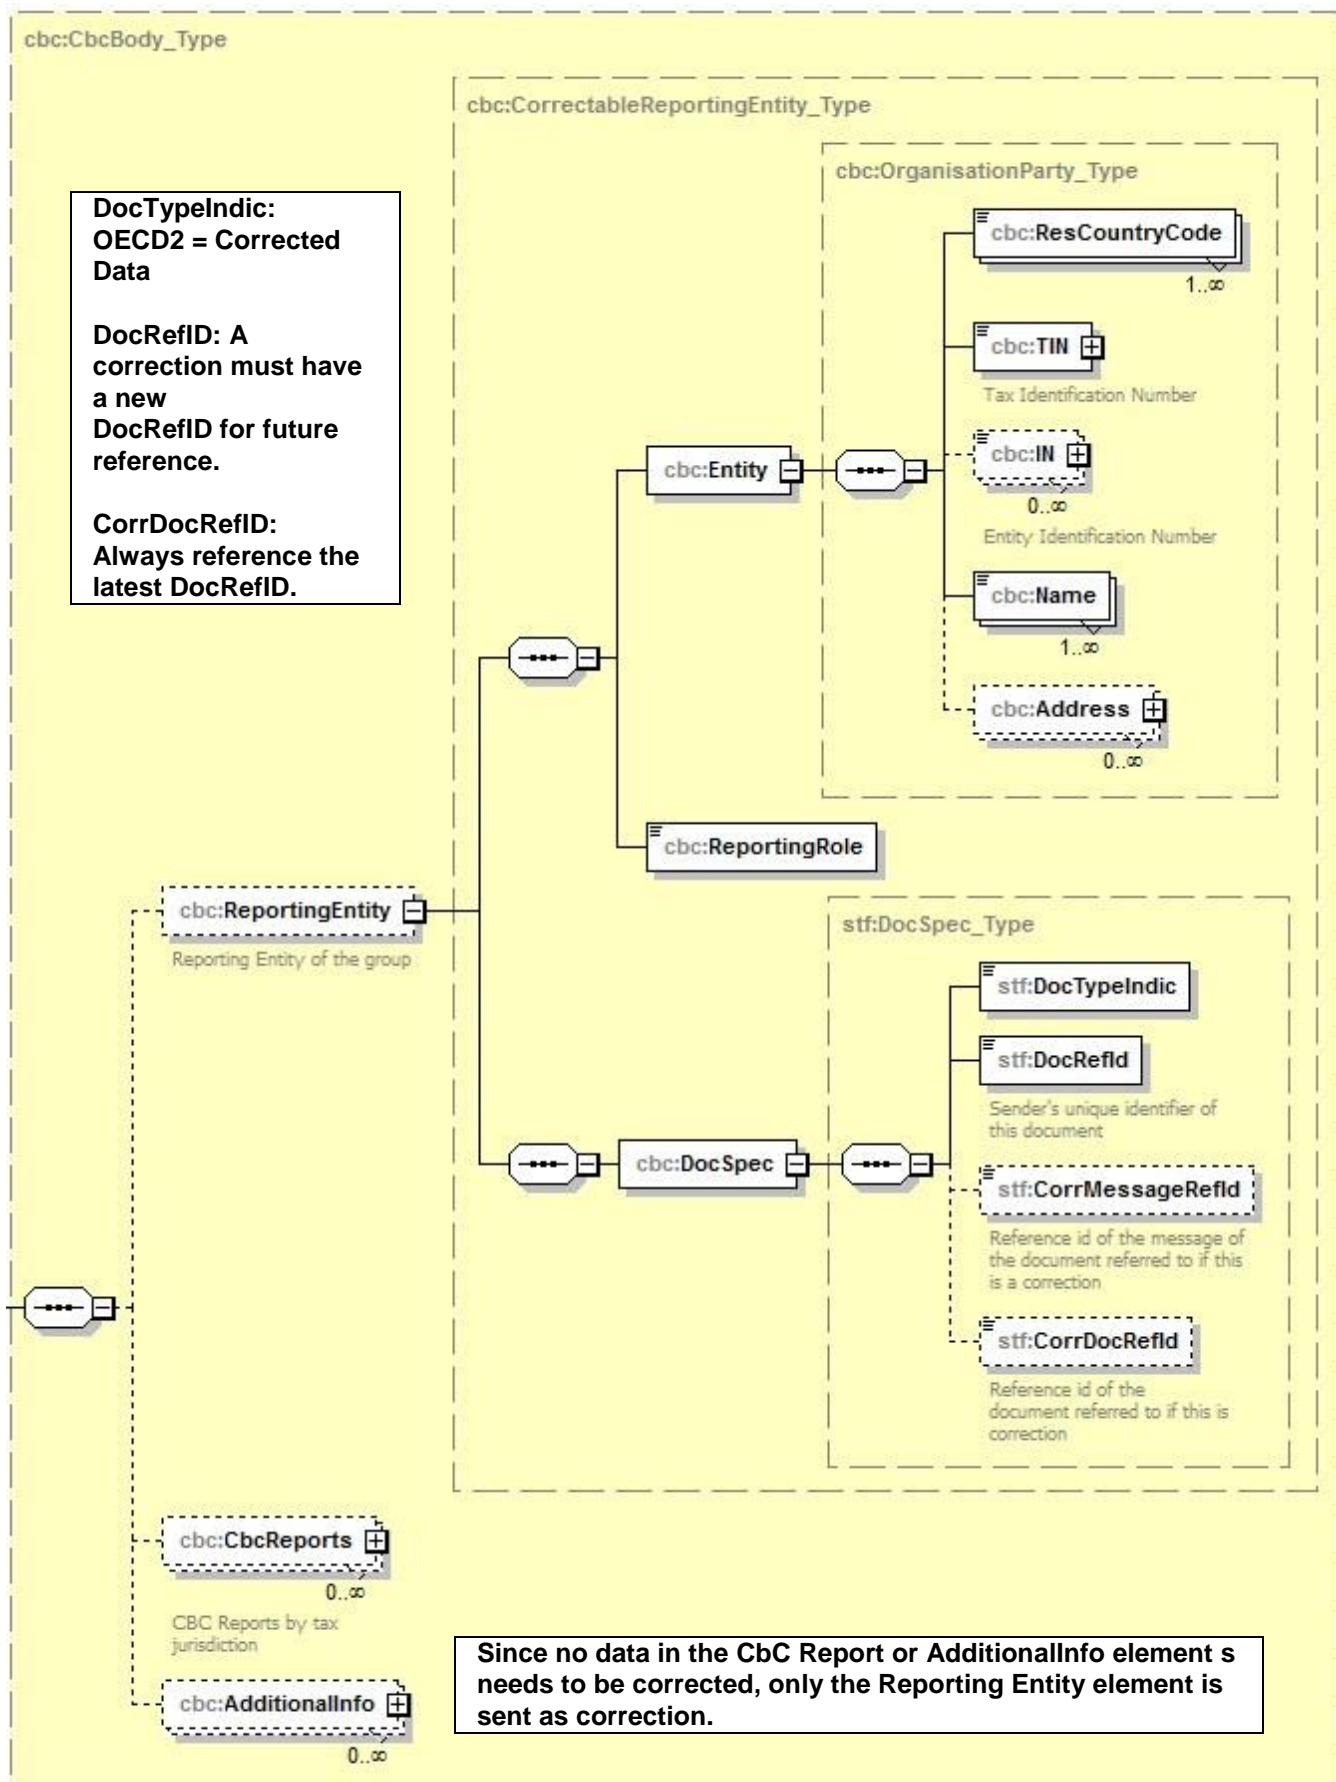 cbc:CbcBody_Type
cbc:CorrectableReportingEntity_Type
cbc:OrganisationParty_Type
DocTypeIndic:
OECD2 = Corrected
Data
DocRefID: A
correction must have
a new
DocRefID for future
reference.
CorrDocRefID:
Always reference the
latest DocRefID.
cbc:ResCountryCode
1..∞
cbc:TIN
Tax Identification Number
cbc:IN
0..∞
Entity Identification Number
cbc:Entity
cbc:Name
1..∞
cbc:Address
0..∞
cbc:ReportingRole
cbc:ReportingEntity
Reporting Entity of the group
stf:DocSpec_Type
stf:DocTypeIndic
stf:DocRefId
Sender's unique identifier of
this document
cbc:DocSpec
stf:CorrMessageRefId
Reference id of the message of
the document referred to if this
is a correction
stf:CorrDocRefId
Reference id of the
document referred to if this is
correction
cbc:CbcReports
0..∞
CBC Reports by tax
jurisdiction
cbc:AdditionalInfo
0..∞
Since no data in the CbC Report or AdditionalInfo element s
needs to be corrected, only the Reporting Entity element is
sent as correction.